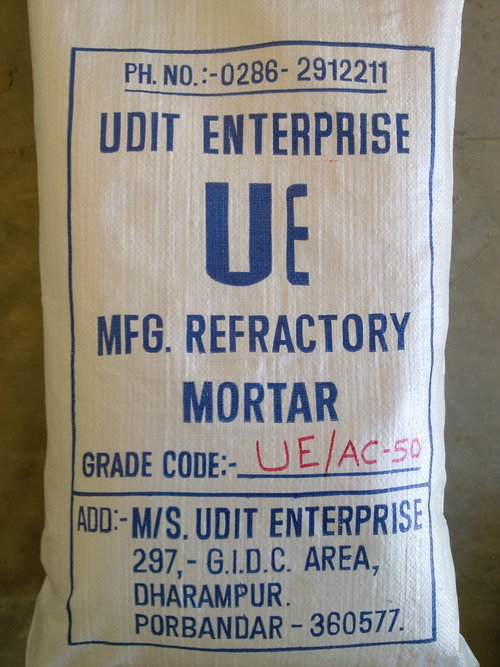 PH. NO.:-0286-2912211
UDIT ENTERPRISE
UE
MFG. REFRACTORY
MORTAR
GRADE CODE:- UE/AC-50
ADD:- M/S. UDIT ENTERPRISE
297,- G.I.D.C. AREA,
DHARAMPUR.
PORBANDAR - 360577.